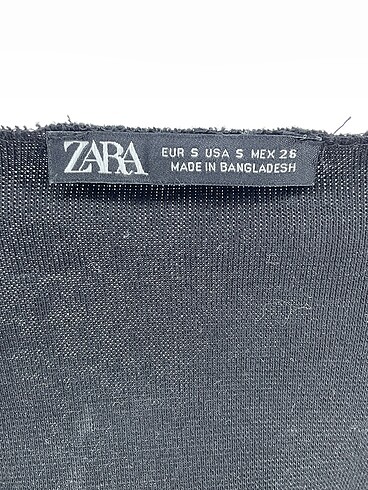 ZARA
EUR S USA S MEX 26
MADE IN BANGLADESH